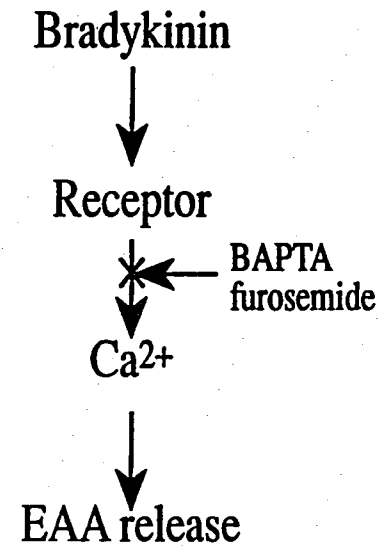 Bradykinin
Receptor
BAPTA
furosemide
Ca2+
EAA release